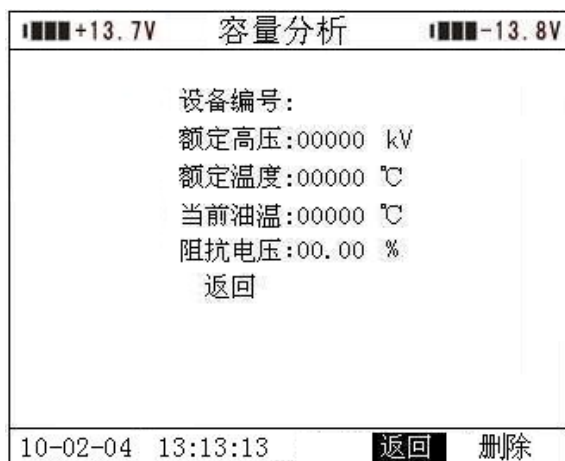 +13.7V 容量分析 -13.8V
设备编号:
额定高压:00000 kV
额定温度:00000 ℃
当前油温:00000 ℃
阻抗电压:00.00 %
返回
10-02-04 13:13:13 返回 删除